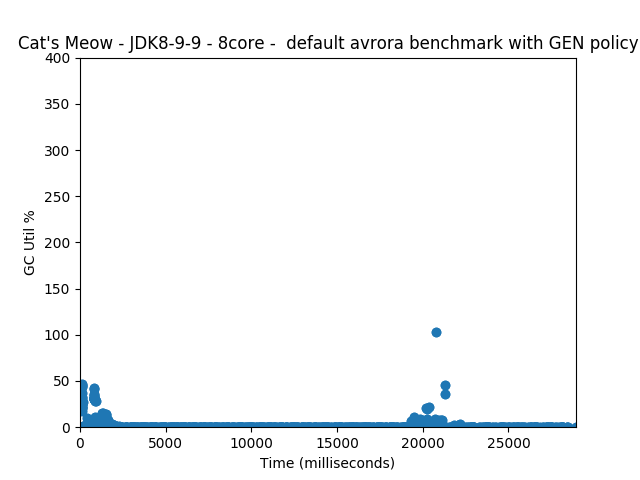 Cat's Meow - JDK8-9-9 - 8core -  default avrora benchmark with GEN policy
400
350
300
250
200
150
100
50
0
GC Util %
0 5000 10000 15000 20000 25000
Time (milliseconds)